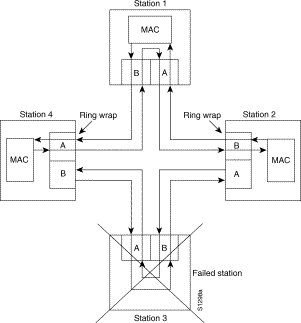 Station 1
MAC
B A
Station 4
Ring wrap
Ring wrap
Station 2
A
MAC
B
B
MAC
A
A B
Failed station
S1298a
Station 3